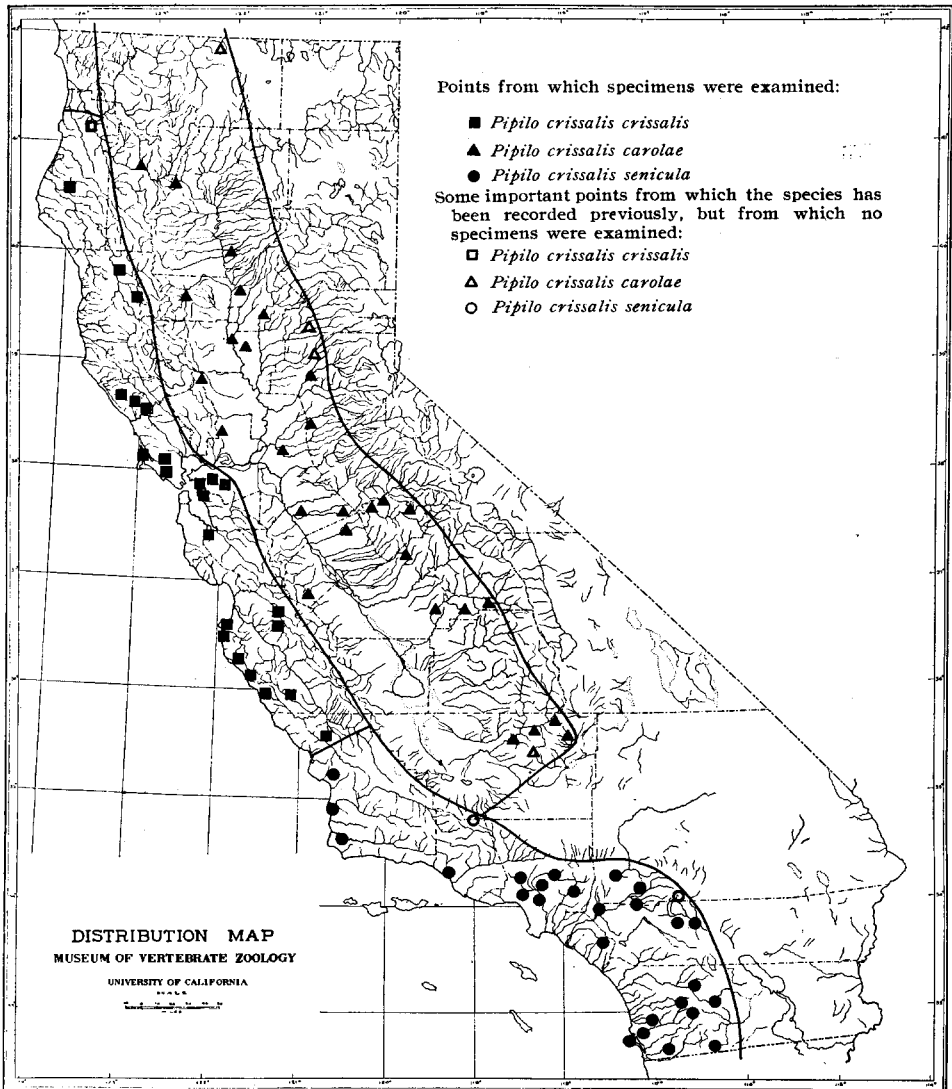 Points from which specimens were examined:
■ Pipilo crissalis crissalis
▲ Pipilo crissalis carolae
● Pipilo crissalis senicula
Some important points from which the species has
been recorded previously, but from which no
specimens were examined:
□ Pipilo crissalis crissalis
△ Pipilo crissalis carolae
○ Pipilo crissalis senicula
DISTRIBUTION MAP
MUSEUM OF VERTEBRATE ZOOLOGY
UNIVERSITY OF CALIFORNIA
SCALE